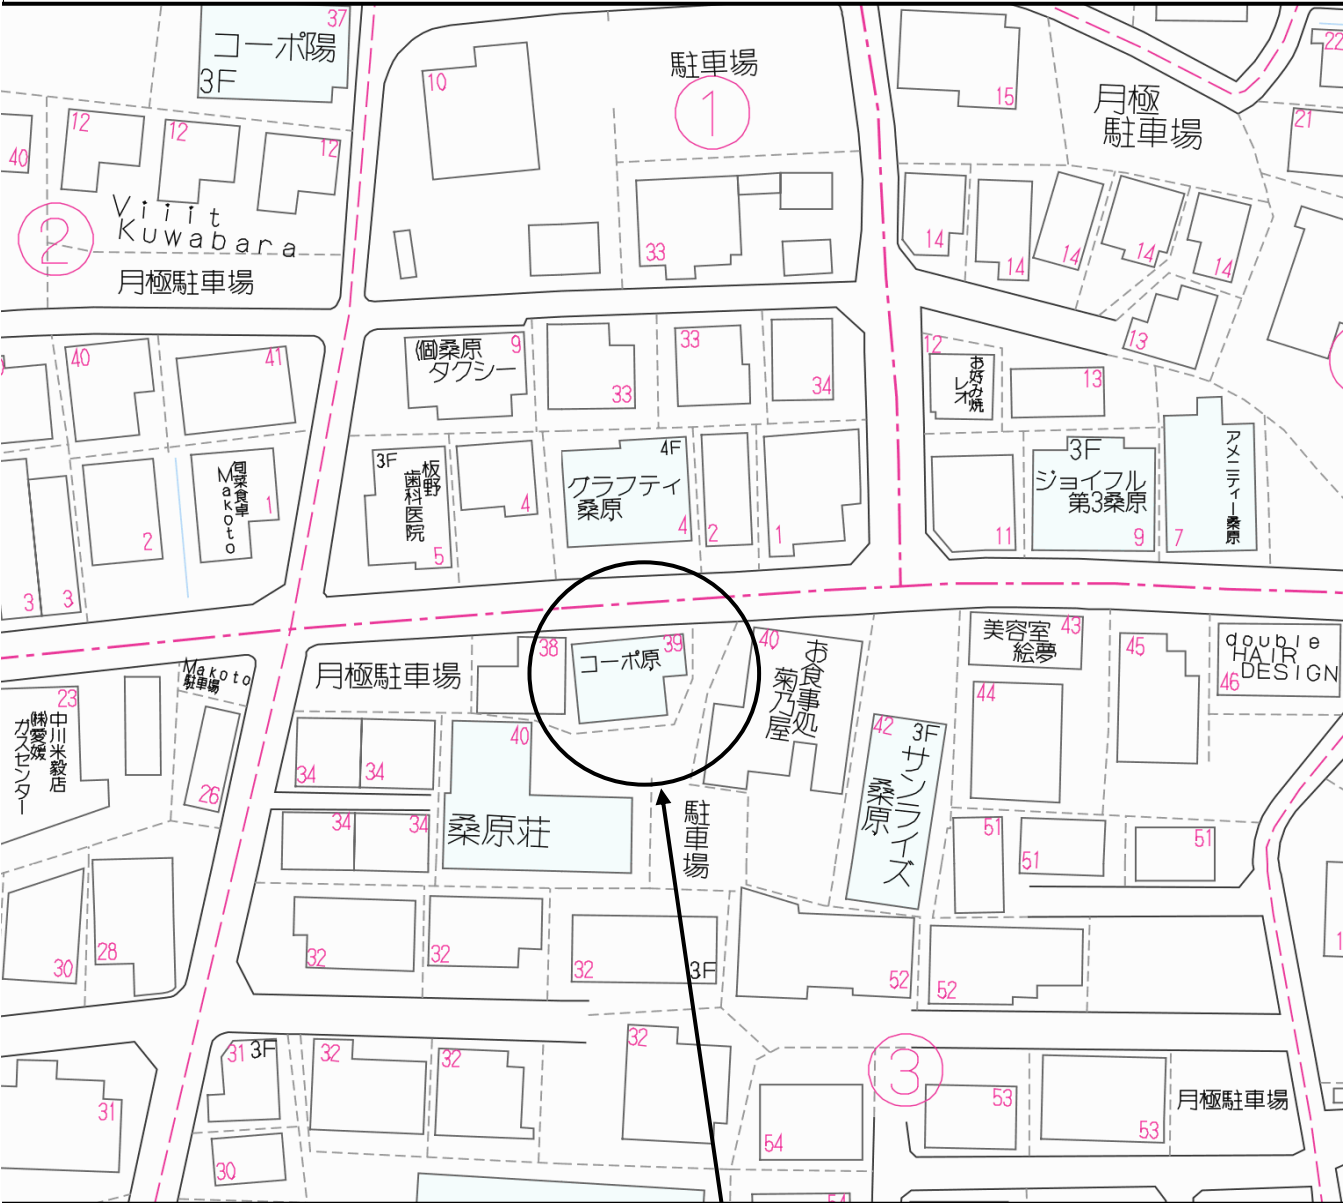 37
コーポ陽
3F
10
駐車場
①
15
月極
駐車場
22
21
40
12
12
12
Viiit
Kuwabara
②
月極駐車場
33
14
14
14
14
14
13
40
41
(個)桑原
タクシー
9
33
33
34
12
お好み焼
レオ
13
3
3
2
旬菜食卓
Makoto
1
3F
板野
歯科医院
5
4
4F
グラフティ
桑原
4
2
1
11
3F
ジョイフル
第3桑原
9
アメニティー桑原
7
23
中川米穀店
㈱愛媛
ガスセンター
Makoto
駐車場
26
月極駐車場
38
39
コーポ原
40
お食事処
菊乃屋
美容室
絵夢
43
44
45
double
HAIR
DESIGN
46
34
34
34
34
40
桑原荘
駐車場
42
3F
サンライズ
桑原
51
51
51
30
28
32
32
32
3F
52
52
31
31
3F
32
32
32
③
53
53
月極駐車場
54
30
54